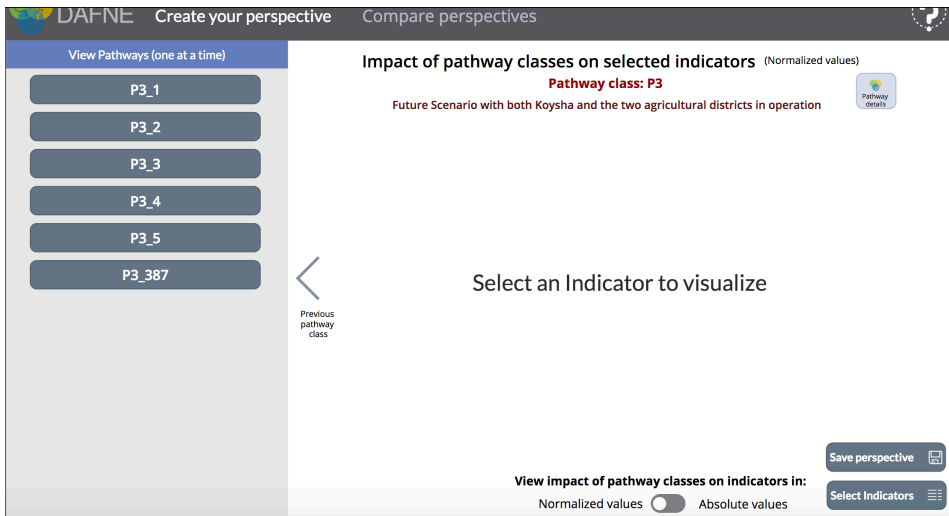 DAFNE Create your perspective Compare perspectives
?
View Pathways (one at a time)
P3_1
P3_2
P3_3
P3_4
P3_5
P3_387
Previous
pathway
class
Impact of pathway classes on selected indicators (Normalized values)
Pathway class: P3
Future Scenario with both Koysha and the two agricultural districts in operation
Pathway
details
Select an Indicator to visualize
Save perspective
View impact of pathway classes on indicators in:
Normalized values Absolute values
Select Indicators